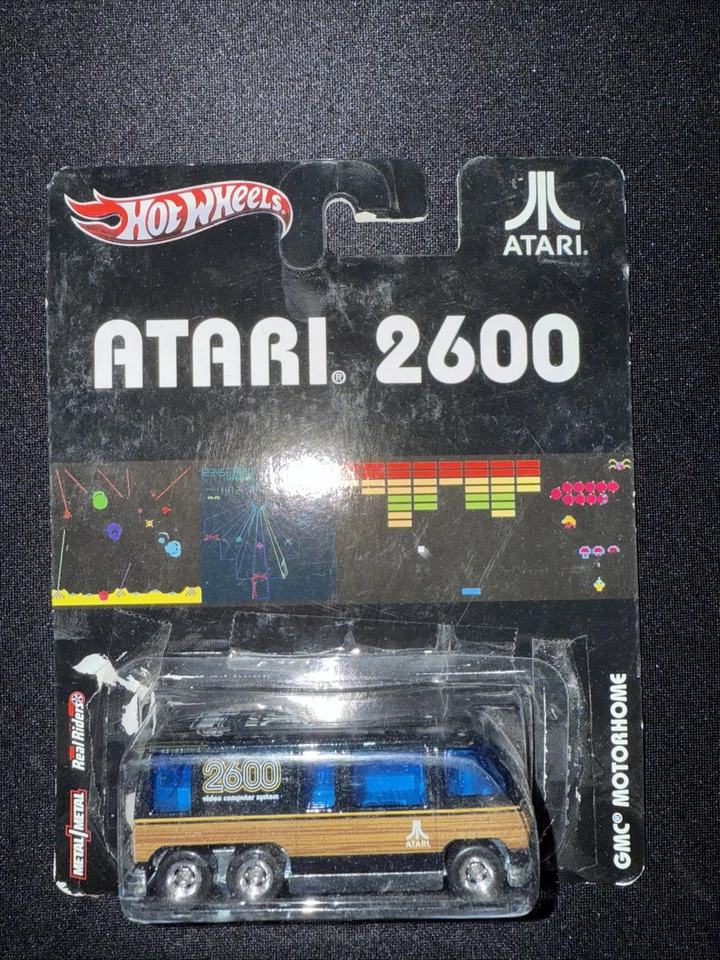 HOT WHEELS
ATARI.
ATARI® 2600
Real Riders
METAL/METAL
GMC® MOTORHOME
2600
video computer system
ATARI.